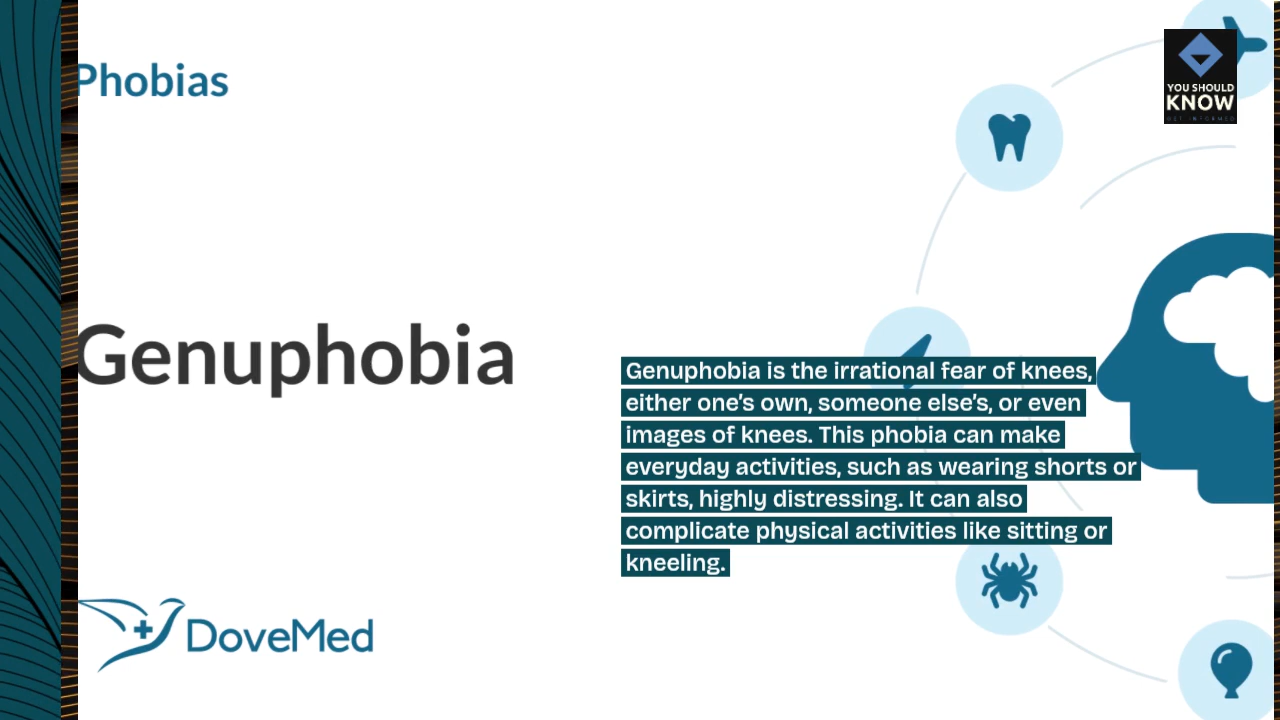 Phobias
YOU SHOULD
KNOW
GET INFORMED
Genuphobia
Genuphobia is the irrational fear of knees,
either one's own, someone else's, or even
images of knees. This phobia can make
everyday activities, such as wearing shorts or
skirts, highly distressing. It can also
complicate physical activities like sitting or
kneeling.
DoveMed